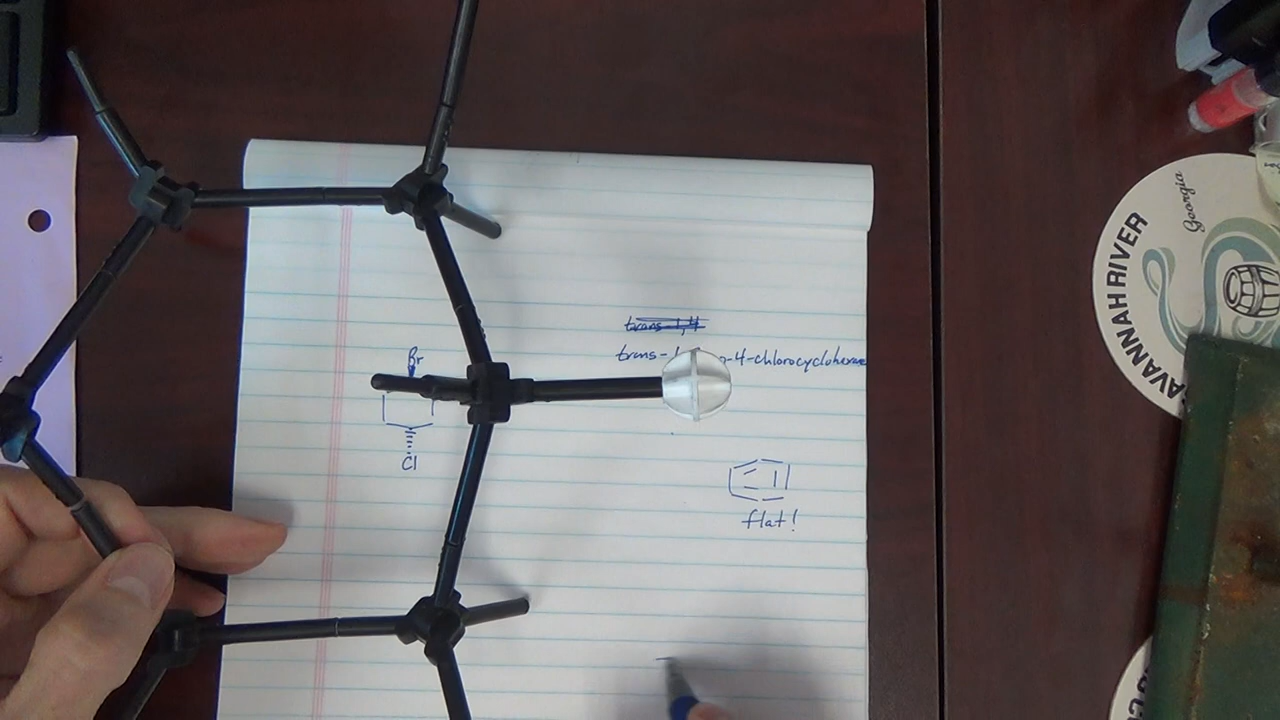 trans-1,4
trans-1-        o-4-chlorocyclohexane
Br
Cl
flat!
Georgia
SAVANNAH RIVER